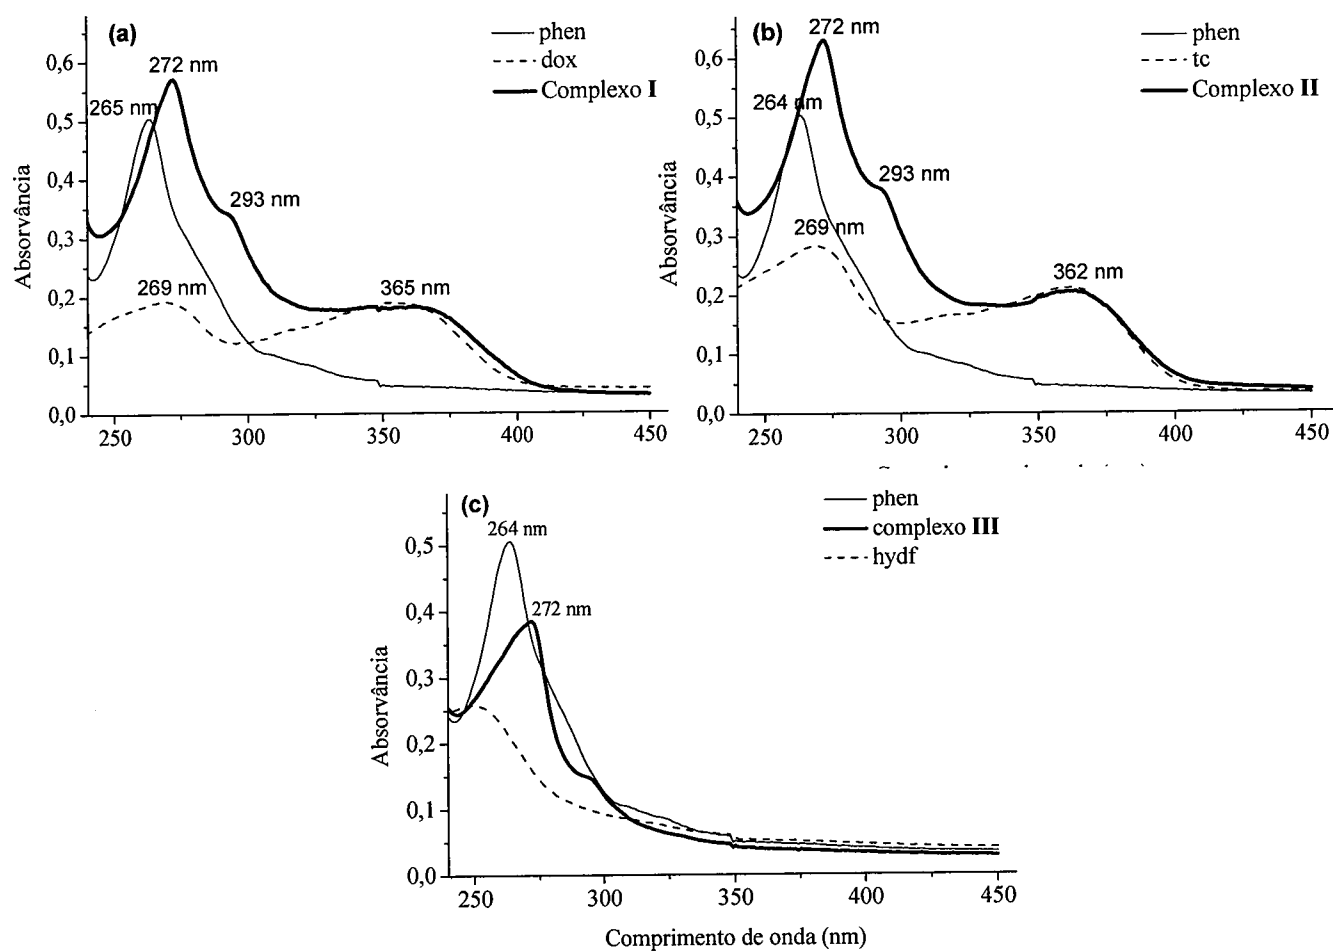 (a)
phen
dox
Complexo I
272 nm
265 nm
293 nm
269 nm
365 nm
Absorvância
0,6
0,5
0,4
0,3
0,2
0,1
0,0
250
300
350
400
450
(b)
phen
tc
Complexo II
272 nm
264 nm
293 nm
269 nm
362 nm
Absorvância
0,6
0,5
0,4
0,3
0,2
0,1
0,0
250
300
350
400
450
(c)
phen
complexo III
hydf
264 nm
272 nm
Absorvância
0,5
0,4
0,3
0,2
0,1
0,0
250
300
350
400
450
Comprimento de onda (nm)